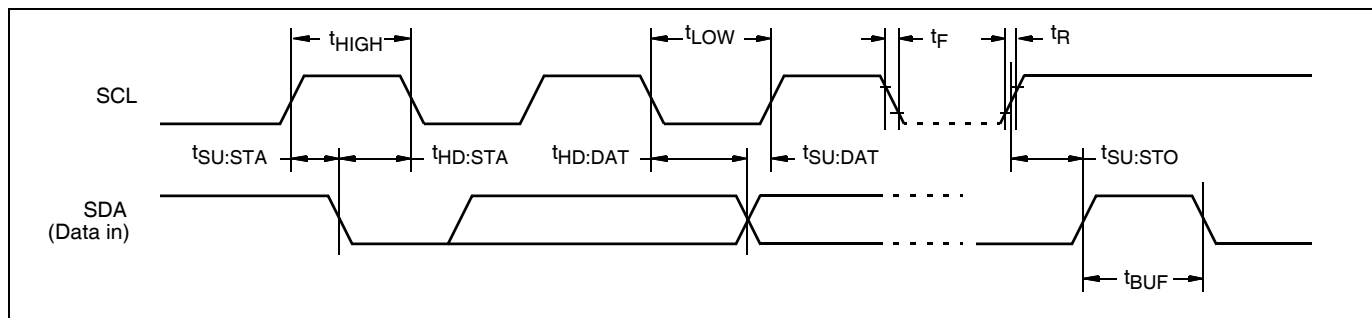 tHIGH
tLOW
tF
tR
SCL
tSU:STA
tHD:STA
tHD:DAT
tSU:DAT
tSU:STO
SDA
(Data in)
tBUF